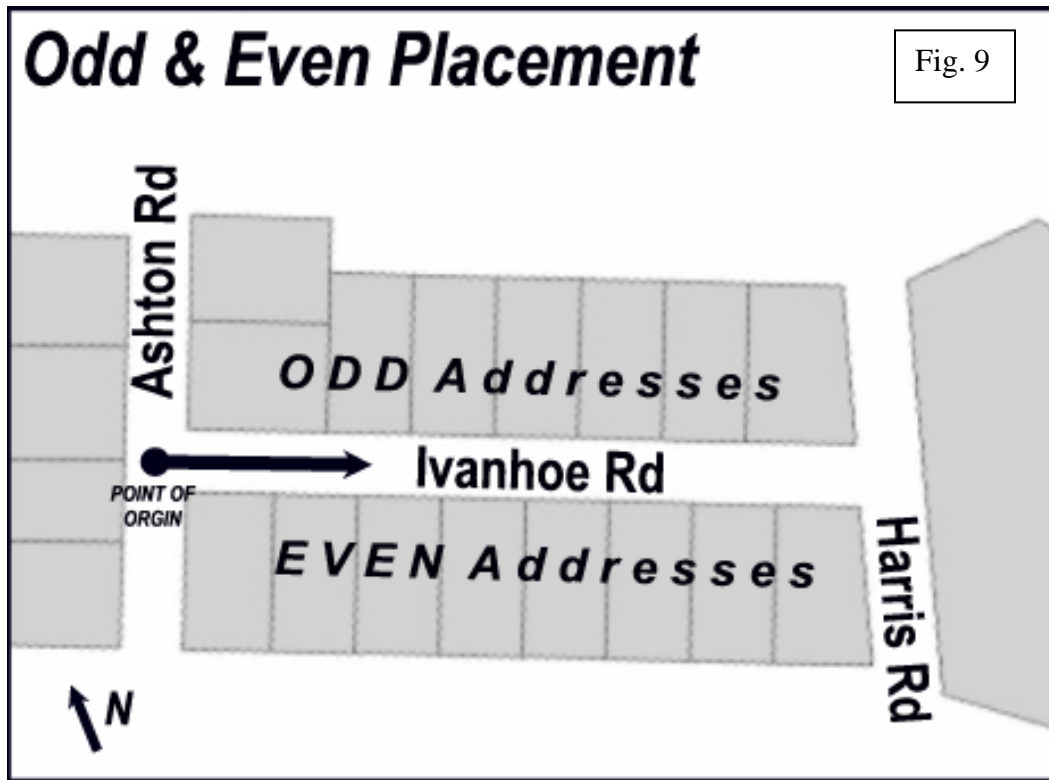 Odd & Even Placement
Fig. 9
Ashton Rd
ODD Addresses
Ivanhoe Rd
POINT OF
ORGIN
EVEN Addresses
Harris Rd
N